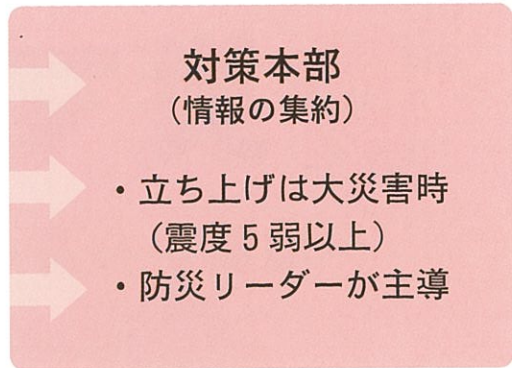 対策本部
（情報の集約）
・立ち上げは大災害時
（震度5弱以上）
・防災リーダーが主導